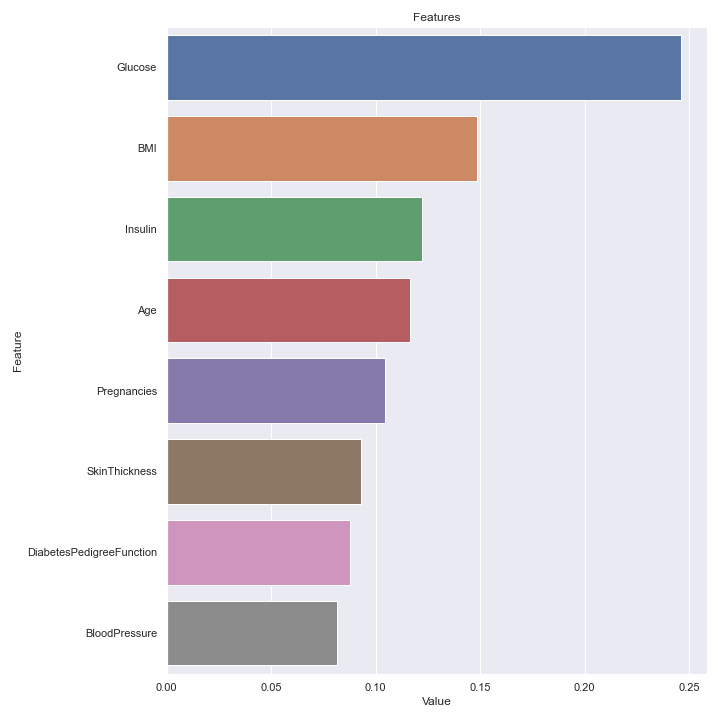 Features
Glucose
BMI
Insulin
Age
Pregnancies
SkinThickness
DiabetesPedigreeFunction
BloodPressure
Feature
0.00 0.05 0.10 0.15 0.20 0.25
Value